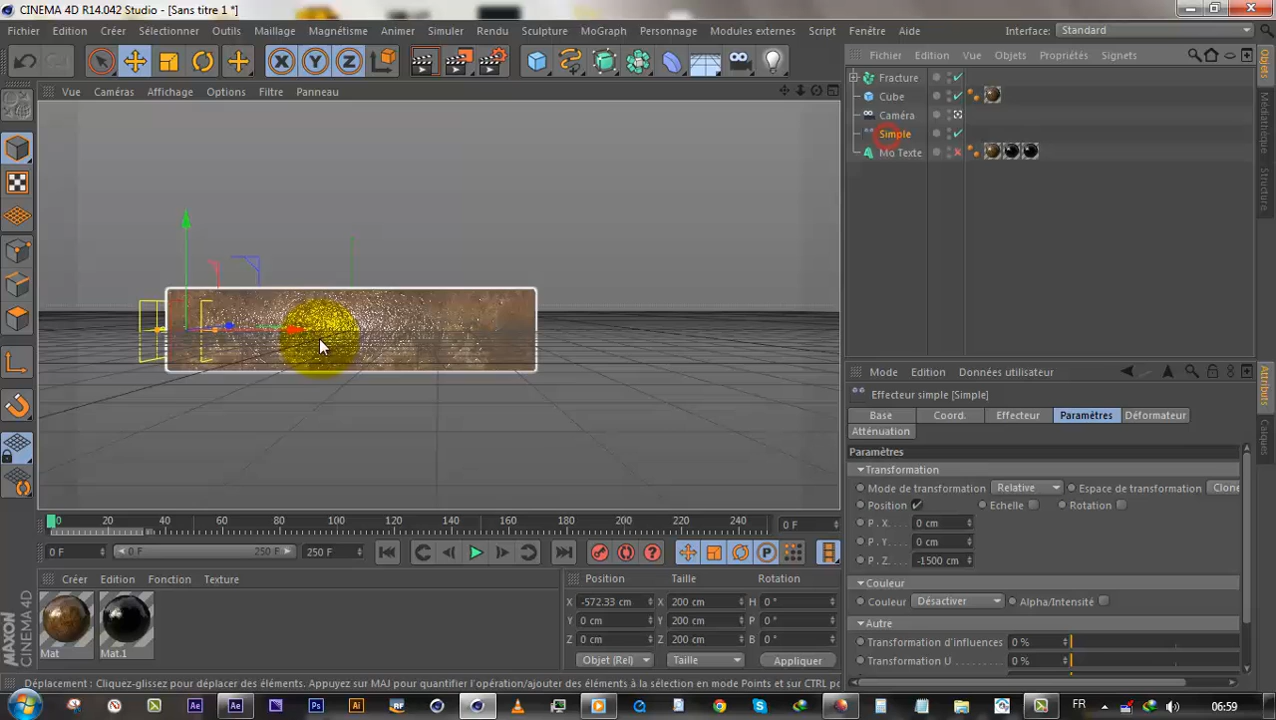 CINEMA 4D R14.042 Studio - [Sans titre 1 *]
Fichier Edition Créer Sélectionner Outils Maillage Magnétisme Animer Simuler Rendu Sculpture MoGraph Personnage Modules externes Script Fenêtre Aide Interface: Standard
Fichier Edition Vue Objets Propriétés Signets
Fracture
Cube
Caméra
Simple
Mo Texte
Objets
Médiathèque
Structure
Vue Caméras Affichage Options Filtre Panneau
Mode Edition Données utilisateur
Effecteur simple [Simple]
Base Coord. Effecteur Paramètres Déformateur
Atténuation
Paramètres
Transformation
Mode de transformation Relative Espace de transformation Clone
Position Echelle Rotation
P . X. . . . 0 cm
P . Y. . . . 0 cm
P . Z. . . . -1500 cm
Couleur
Couleur Désactiver Alpha/Intensité
Autre
Transformation d'influences 0 %
Transformation U . . . . . . . . . 0 %
Attributs
Calques
0 20 40 60 80 100 120 140 160 180 200 220 240 0 F
0 F 0 F 250 F 250 F
Créer Edition Fonction Texture
Mat
Mat.1
Position Taille Rotation
X -572.33 cm X 200 cm H 0 °
Y 0 cm Y 200 cm P 0 °
Z 0 cm Z 200 cm B 0 °
Objet (Rel) Taille Appliquer
MAXON
CINEMA 4D
Déplacement : Cliquez-glissez pour déplacer des éléments. Appuyez sur MAJ pour quantifier l'opération/ajouter des éléments à la sélection en mode Points et sur CTRL po
FR 06:59